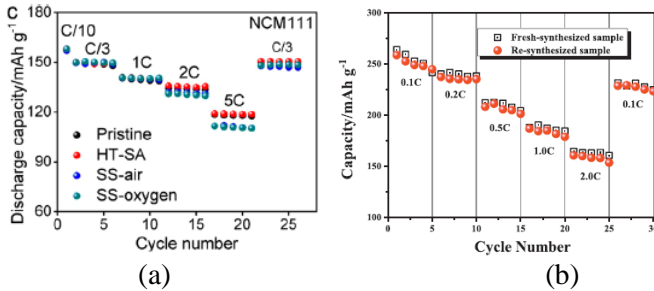 C
NCM111
C/10
C/3
1C
2C
5C
C/3
Pristine
HT-SA
SS-air
SS-oxygen
Discharge capacity/mAh g⁻¹
180
150
120
90
60
0
5
10
15
20
25
Cycle number
(a)
Fresh-synthesized sample
Re-synthesized sample
0.1C
0.2C
0.5C
1.0C
2.0C
0.1C
Capacity/mAh g⁻¹
300
250
200
150
100
0
5
10
15
20
25
30
Cycle Number
(b)